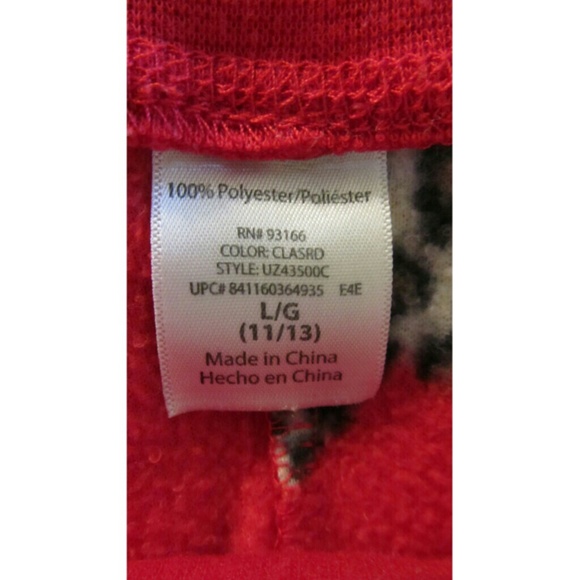 100% Polyester/Poliéster
RN# 93166
COLOR: CLASRD
STYLE: UZ43500C
UPC# 841160364935 E4E
L/G
(11/13)
Made in China
Hecho en China